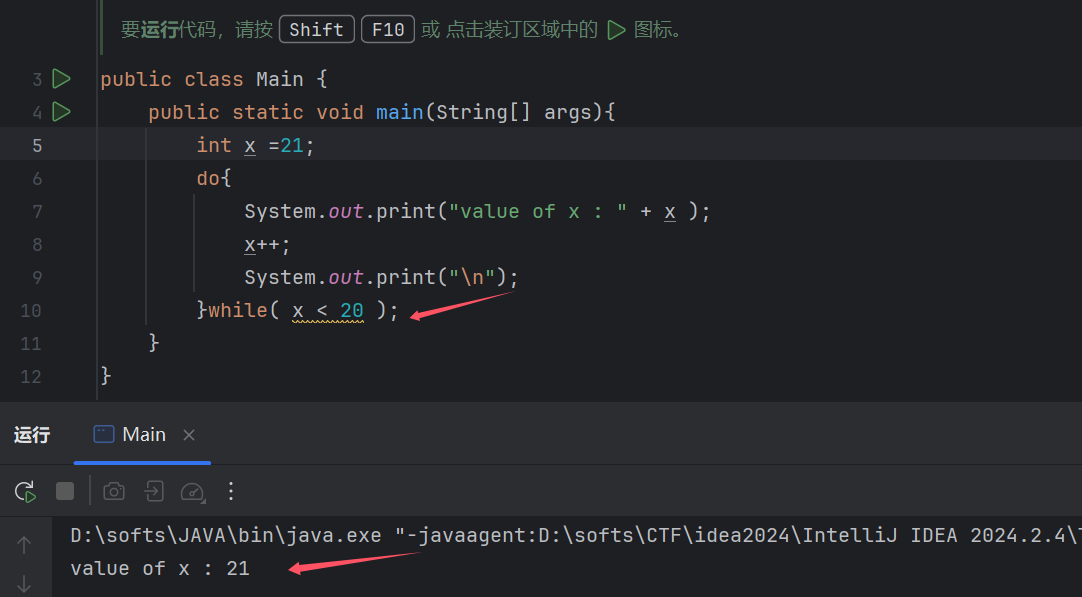 要运行代码，请按 Shift F10 或 点击装订区域中的 图标。
3 public class Main {
4 public static void main(String[] args){
5 int x =21;
6 do{
7 System.out.print("value of x : " + x );
8 x++;
9 System.out.print("\n");
10 }while( x < 20 );
11 }
12 }
运行 Main
D:\softs\JAVA\bin\java.exe "-javaagent:D:\softs\CTF\idea2024\IntelliJ IDEA 2024.2.4\
value of x : 21